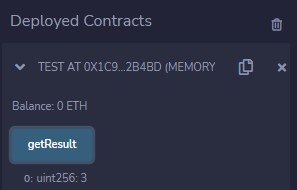 Deployed Contracts
TEST AT 0X1C9...2B4BD (MEMORY
Balance: 0 ETH
getResult
0: uint256: 3